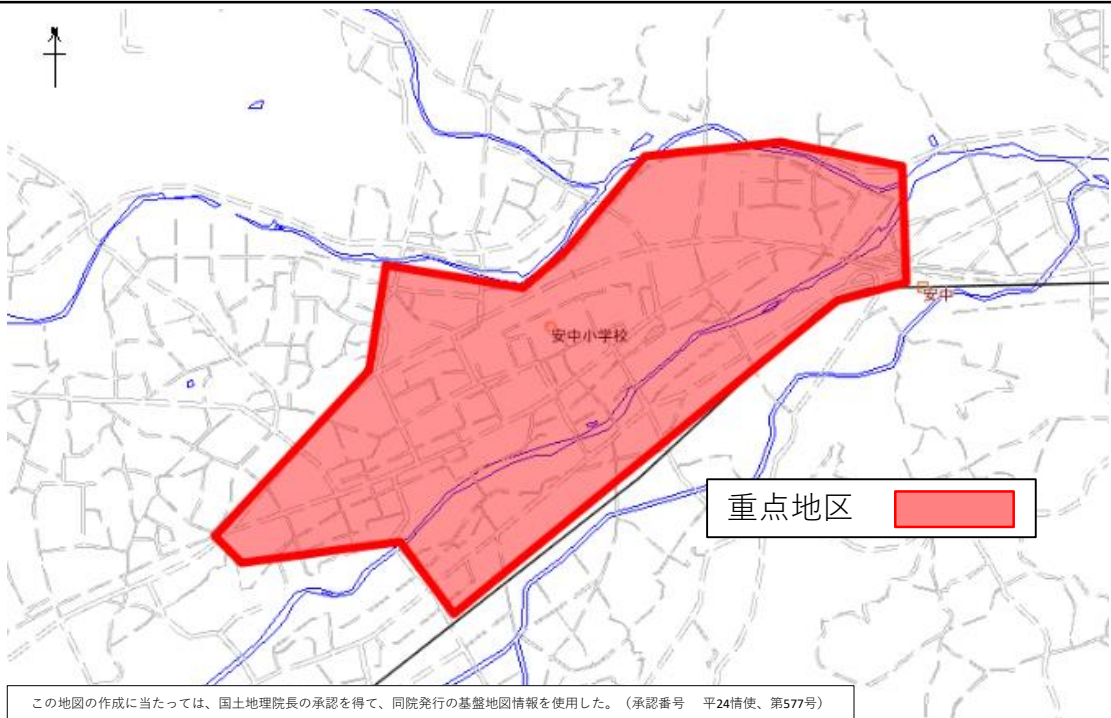 安中小学校
安中
重点地区
この地図の作成に当たっては、国土地理院長の承認を得て、同院発行の基盤地図情報を使用した。（承認番号　平24情使、第577号）